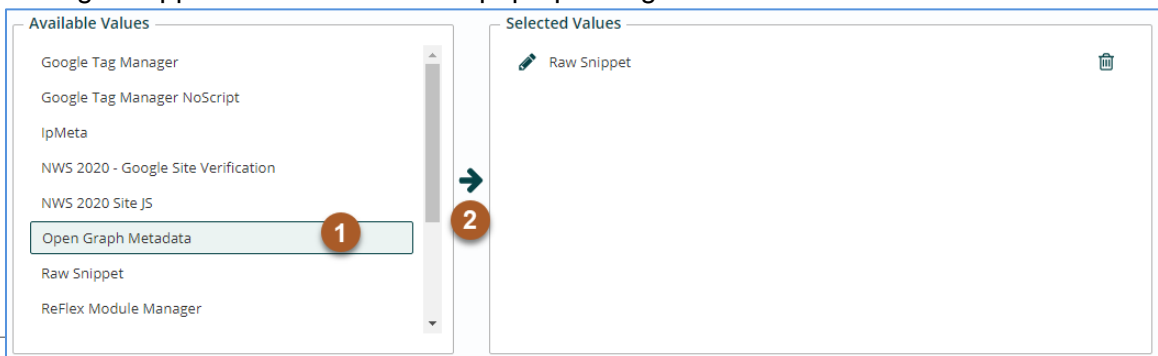 Available Values
Google Tag Manager
Google Tag Manager NoScript
IpMeta
NWS 2020 - Google Site Verification
NWS 2020 Site JS
Open Graph Metadata
1
Raw Snippet
ReFlex Module Manager
2
Selected Values
Raw Snippet